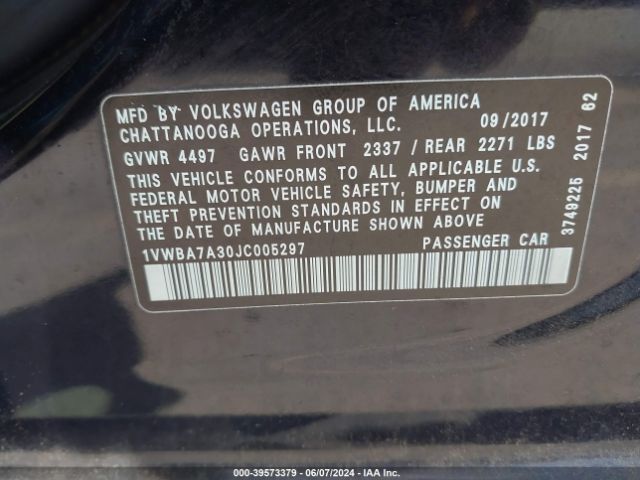 MFD BY VOLKSWAGEN GROUP OF AMERICA
CHATTANOOGA OPERATIONS, LLC. 09/2017
GVWR 4497 GAWR FRONT 2337 / REAR 2271 LBS
THIS VEHICLE CONFORMS TO ALL APPLICABLE U.S.
FEDERAL MOTOR VEHICLE SAFETY, BUMPER AND
THEFT PREVENTION STANDARDS IN EFFECT ON
THE DATE OF MANUFACTURE SHOWN ABOVE
1VWBA7A30JC005297 PASSENGER CAR
3749226 2017 62
000-39573379 - 06/07/2024 - IAA Inc.